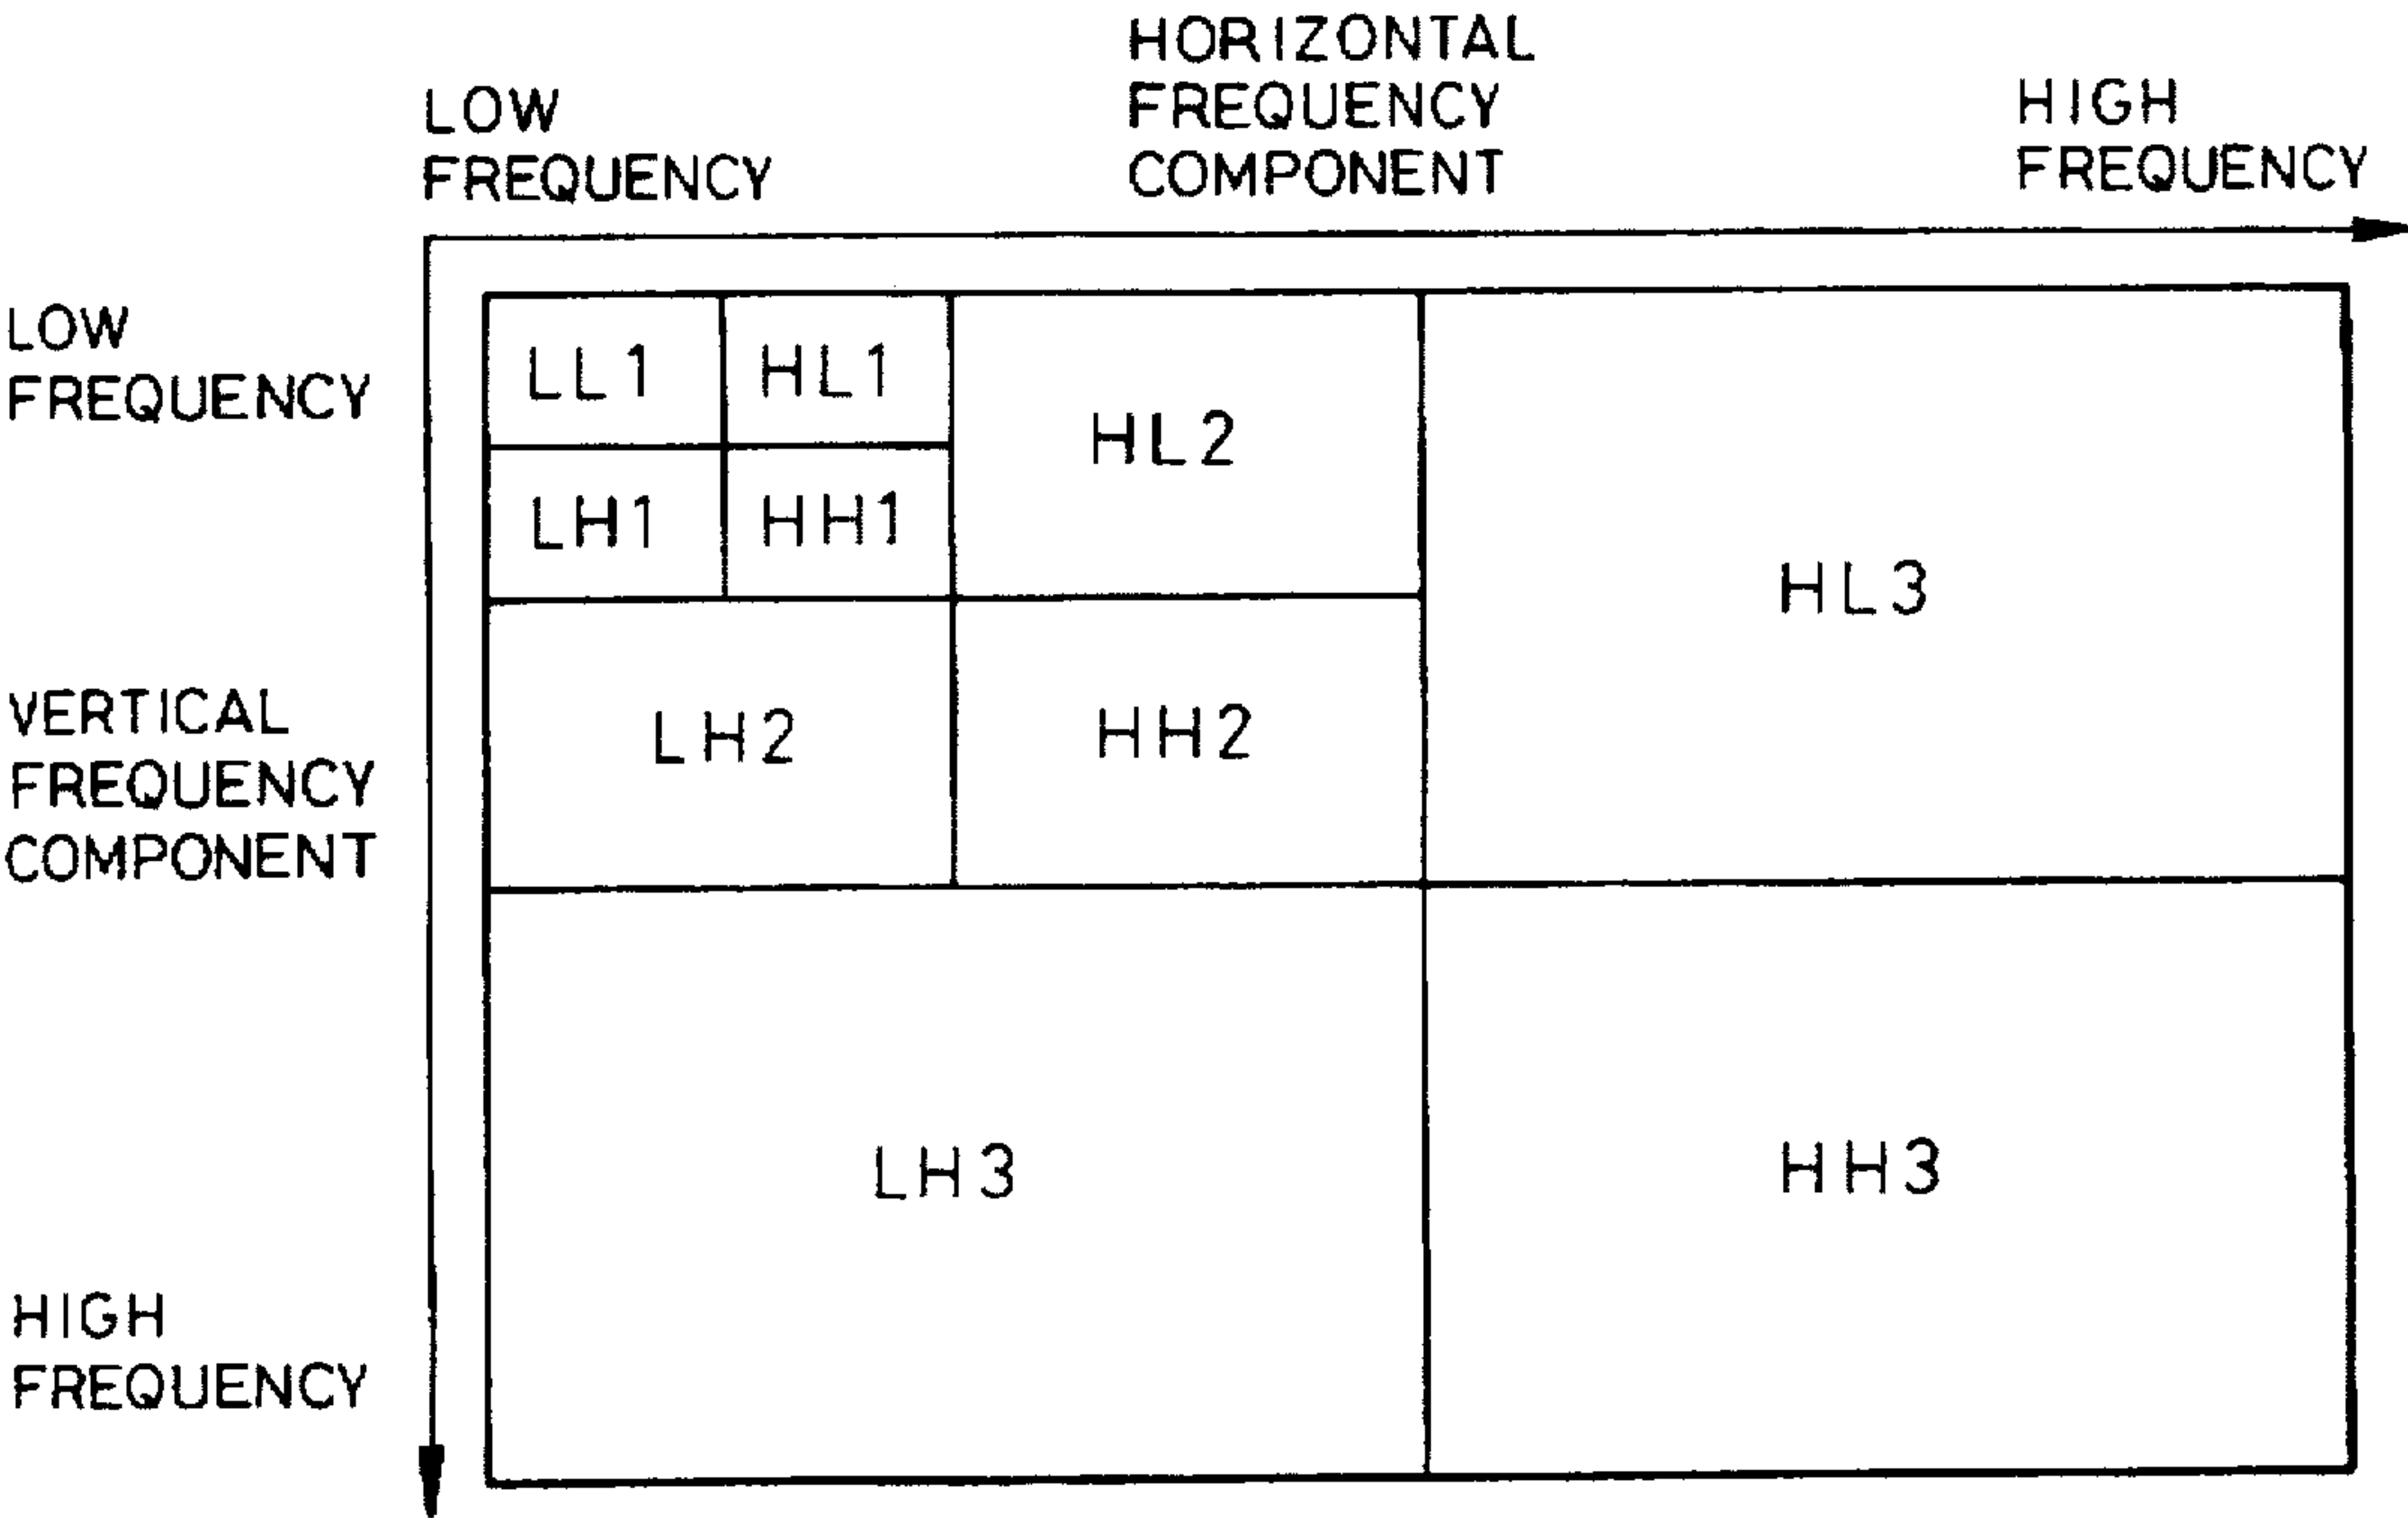 HORIZONTAL
FREQUENCY
COMPONENT
LOW
FREQUENCY
HIGH
FREQUENCY
LOW
FREQUENCY
VERTICAL
FREQUENCY
COMPONENT
HIGH
FREQUENCY
LL1
HL1
LH1
HH1
HL2
LH2
HH2
HL3
LH3
HH3